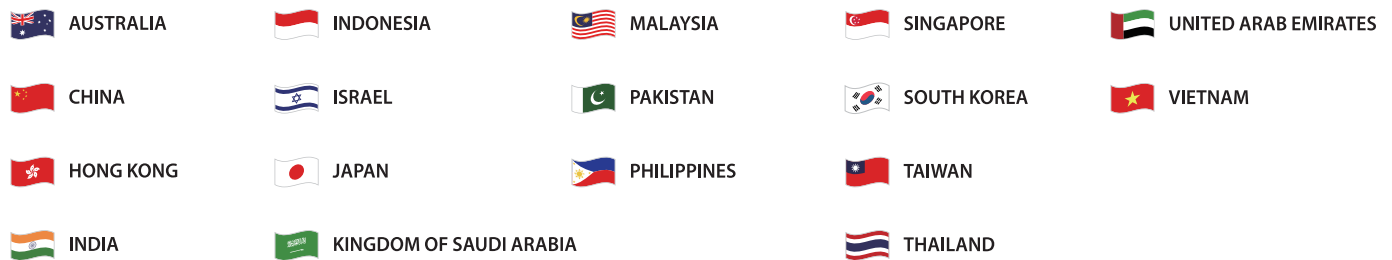 AUSTRALIA
CHINA
HONG KONG
INDIA
INDONESIA
ISRAEL
JAPAN
KINGDOM OF SAUDI ARABIA
MALAYSIA
PAKISTAN
PHILIPPINES
SINGAPORE
SOUTH KOREA
TAIWAN
THAILAND
UNITED ARAB EMIRATES
VIETNAM